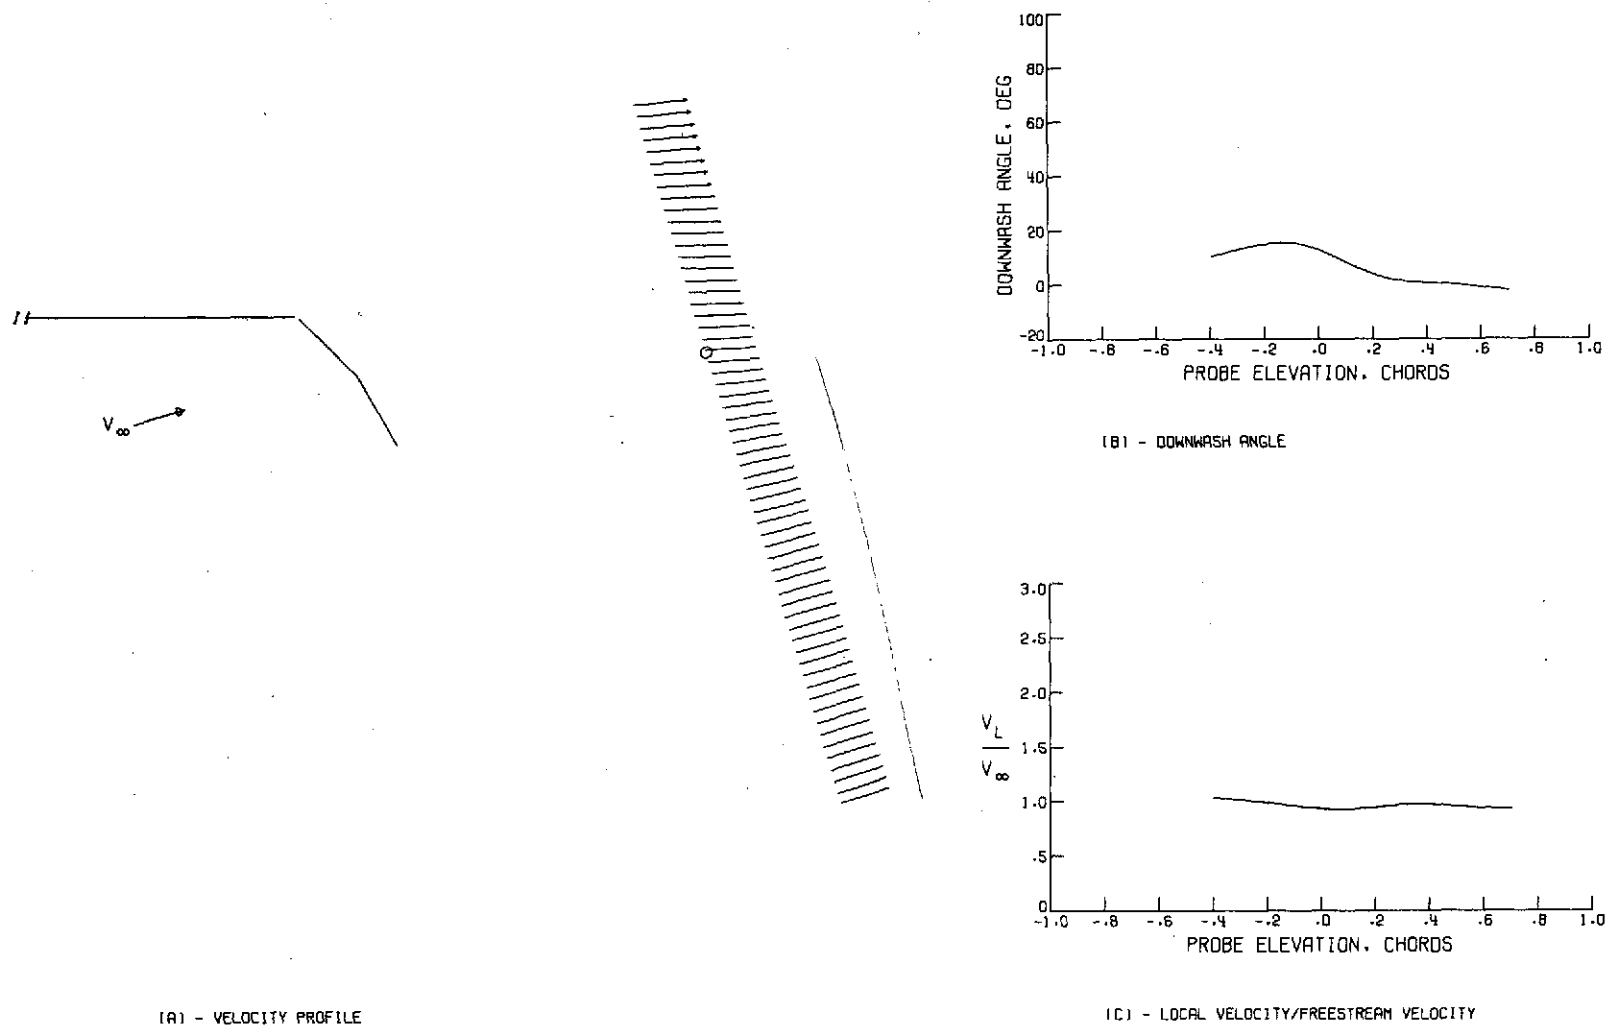 V∞
(A) - VELOCITY PROFILE
DOWNWASH ANGLE, DEG
100
80
60
40
20
0
-20
-1.0 -.8 -.6 -.4 -.2 .0 .2 .4 .6 .8 1.0
PROBE ELEVATION, CHORDS
(B) - DOWNWASH ANGLE
V_L
V∞
3.0
2.5
2.0
1.5
1.0
.5
0
-1.0 -.8 -.6 -.4 -.2 .0 .2 .4 .6 .8 1.0
PROBE ELEVATION, CHORDS
(C) - LOCAL VELOCITY/FREESTREAM VELOCITY